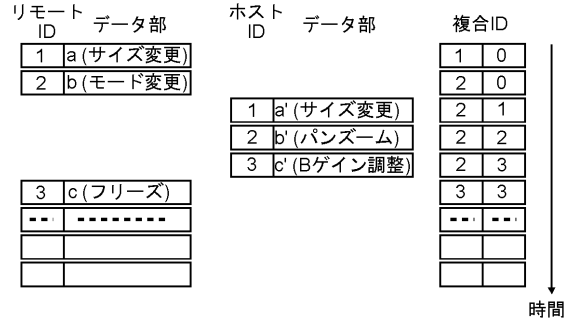 リモート ID データ部 ホスト ID データ部 複合ID
1 a (サイズ変更) 1 0
2 b (モード変更) 2 0
1 a' (サイズ変更) 2 1
2 b' (パンズーム) 2 2
3 c' (Bゲイン調整) 2 3
3 c (フリーズ) 3 3
時間